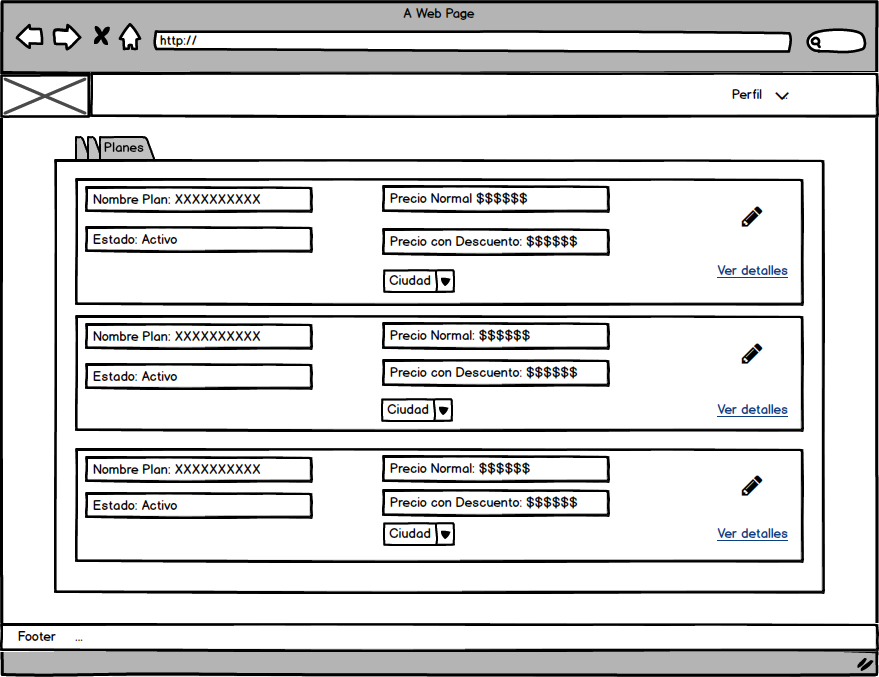 A Web Page
http://
Perfil
Planes
Nombre Plan: XXXXXXXXXX
Precio Normal $$$$$$
Estado: Activo
Precio con Descuento: $$$$$$
Ciudad
Ver detalles
Nombre Plan: XXXXXXXXXX
Precio Normal: $$$$$$
Estado: Activo
Precio con Descuento: $$$$$$
Ciudad
Ver detalles
Nombre Plan: XXXXXXXXXX
Precio Normal: $$$$$$
Estado: Activo
Precio con Descuento: $$$$$$
Ciudad
Ver detalles
Footer ...